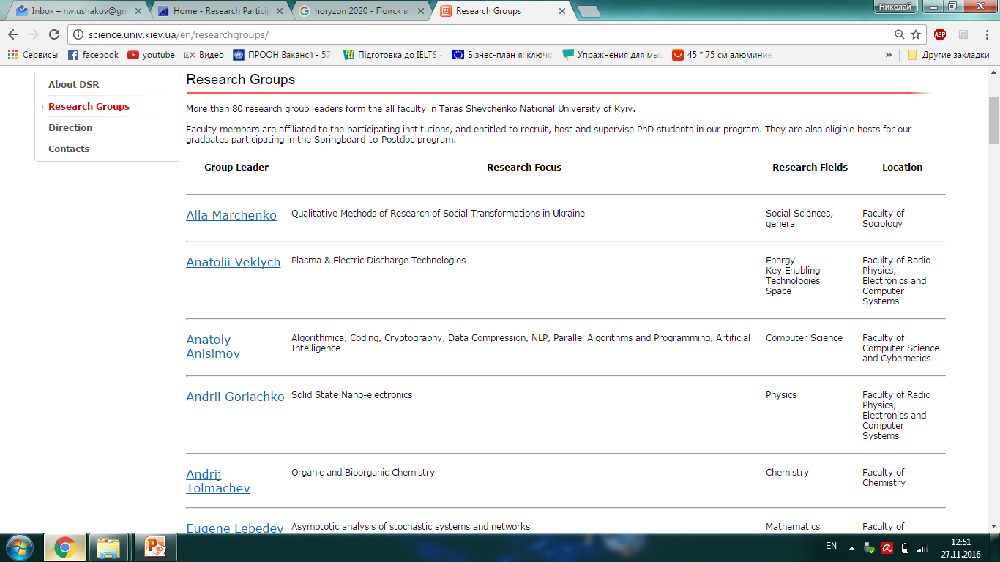 Inbox – n.v.ushakov@gm
Home - Research Particip
horyzon 2020 - Поиск в
Research Groups
Николай
science.univ.kiev.ua/en/researchgroups/
ABP
Сервисы
facebook
youtube
EX Видео
ПРООН Вакансії - 574
Підготовка до IELTS -
Бізнес-план я: ключо
Упражнения для мы
45 * 75 см алюминие
»
Другие закладки
About DSR
Research Groups
Direction
Contacts
Research Groups
More than 80 research group leaders form the all faculty in Taras Shevchenko National University of Kyiv.
Faculty members are affiliated to the participating institutions, and entitled to recruit, host and supervise PhD students in our program. They are also eligible hosts for our
graduates participating in the Springboard-to-Postdoc program.
Group Leader
Research Focus
Research Fields
Location
Alla Marchenko
Qualitative Methods of Research of Social Transformations in Ukraine
Social Sciences,
general
Faculty of
Sociology
Anatolii Veklych
Plasma & Electric Discharge Technologies
Energy
Key Enabling
Technologies
Space
Faculty of Radio
Physics,
Electronics and
Computer
Systems
Anatoly
Anisimov
Algorithmica, Coding, Cryptography, Data Compression, NLP, Parallel Algorithms and Programming, Artificial
Intelligence
Computer Science
Faculty of
Computer Science
and Cybernetics
Andrii Goriachko
Solid State Nano-electronics
Physics
Faculty of Radio
Physics,
Electronics and
Computer
Systems
Andrij
Tolmachev
Organic and Bioorganic Chemistry
Chemistry
Faculty of
Chemistry
Eugene Lebedev
Asymptotic analysis of stochastic systems and networks
Mathematics
Faculty of
EN
12:51
27.11.2016